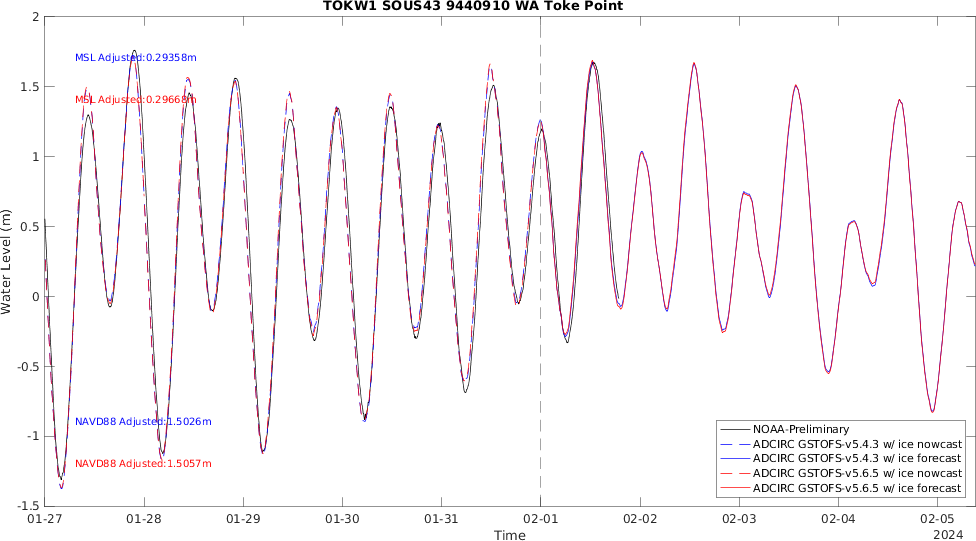 TOKW1 SOUS43 9440910 WA Toke Point
2
1.5
1
0.5
0
-0.5
-1
-1.5
Water Level (m)
MSL Adjusted:0.29358m
MSL Adjusted:0.29668m
NAVD88 Adjusted:1.5026m
NAVD88 Adjusted:1.5057m
NOAA-Preliminary
ADCIRC GSTOFS-v5.4.3 w/ ice nowcast
ADCIRC GSTOFS-v5.4.3 w/ ice forecast
ADCIRC GSTOFS-v5.6.5 w/ ice nowcast
ADCIRC GSTOFS-v5.6.5 w/ ice forecast
01-27 01-28 01-29 01-30 01-31 02-01 02-02 02-03 02-04 02-05
Time
2024